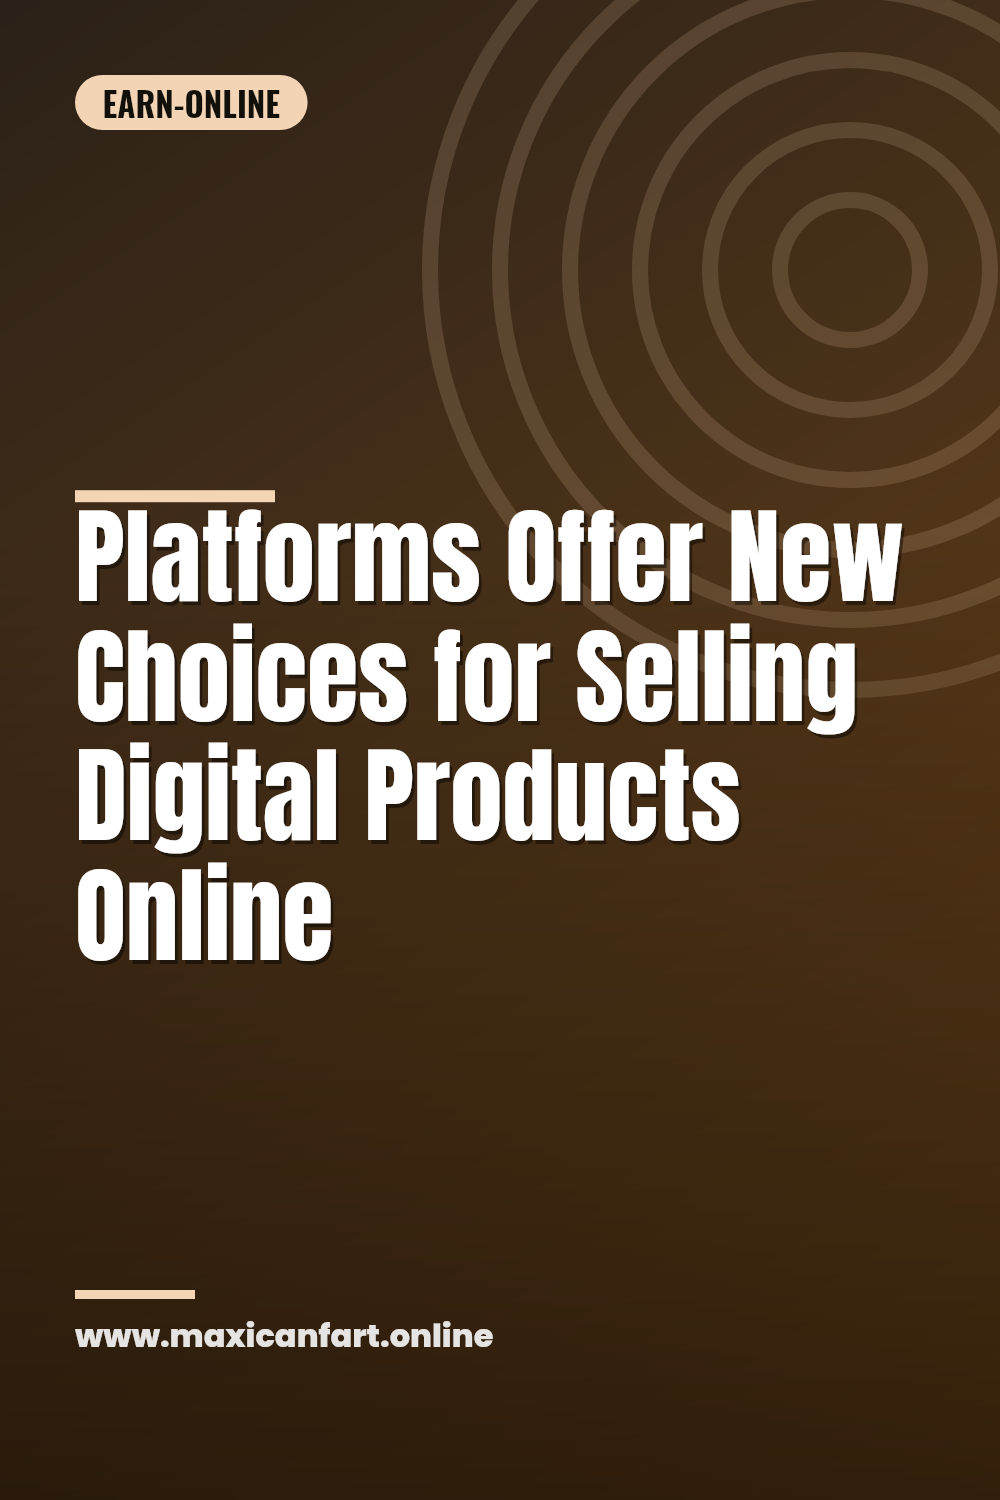 EARN-ONLINE
Platforms Offer New
Choices for Selling
Digital Products
Online
www.maxicanfart.online